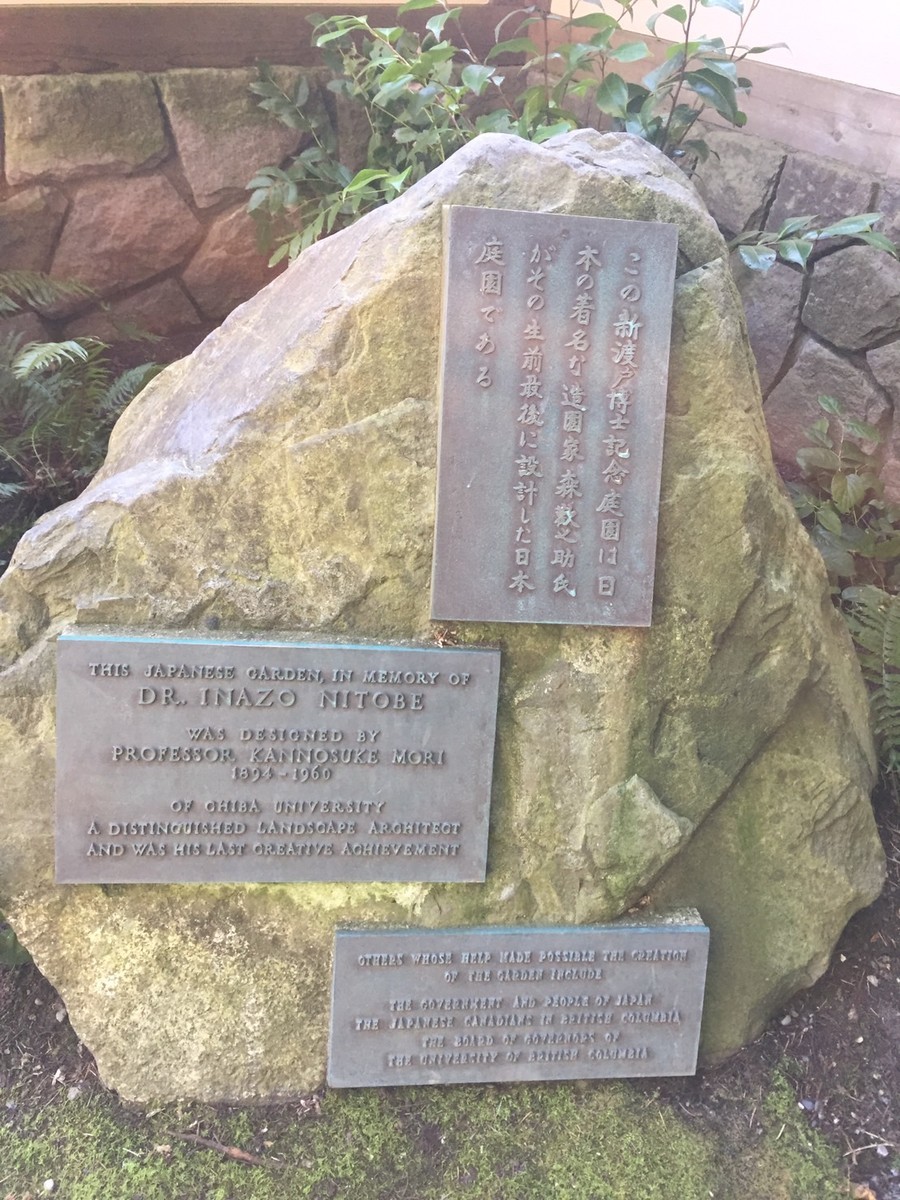 この新渡戸博士記念庭園は日
本の著名な造園家森歡之助氏
がその生前最後に設計した日本
庭園である
THIS JAPANESE GARDEN, IN MEMORY OF
DR. INAZO NITOBE
WAS DESIGNED BY
PROFESSOR KANNOSUKE MORI
1894-1960
OF CHIBA UNIVERSITY
A DISTINGUISHED LANDSCAPE ARCHITECT
AND WAS HIS LAST CREATIVE ACHIEVEMENT
OTHERS WHOSE HELP MADE POSSIBLE THE CREATION
OF THE GARDEN INCLUDE
THE GOVERNMENT AND PEOPLE OF JAPAN
THE JAPANESE CANADIANS IN BRITISH COLUMBIA
THE BOARD OF GOVERNORS OF
THE UNIVERSITY OF BRITISH COLUMBIA